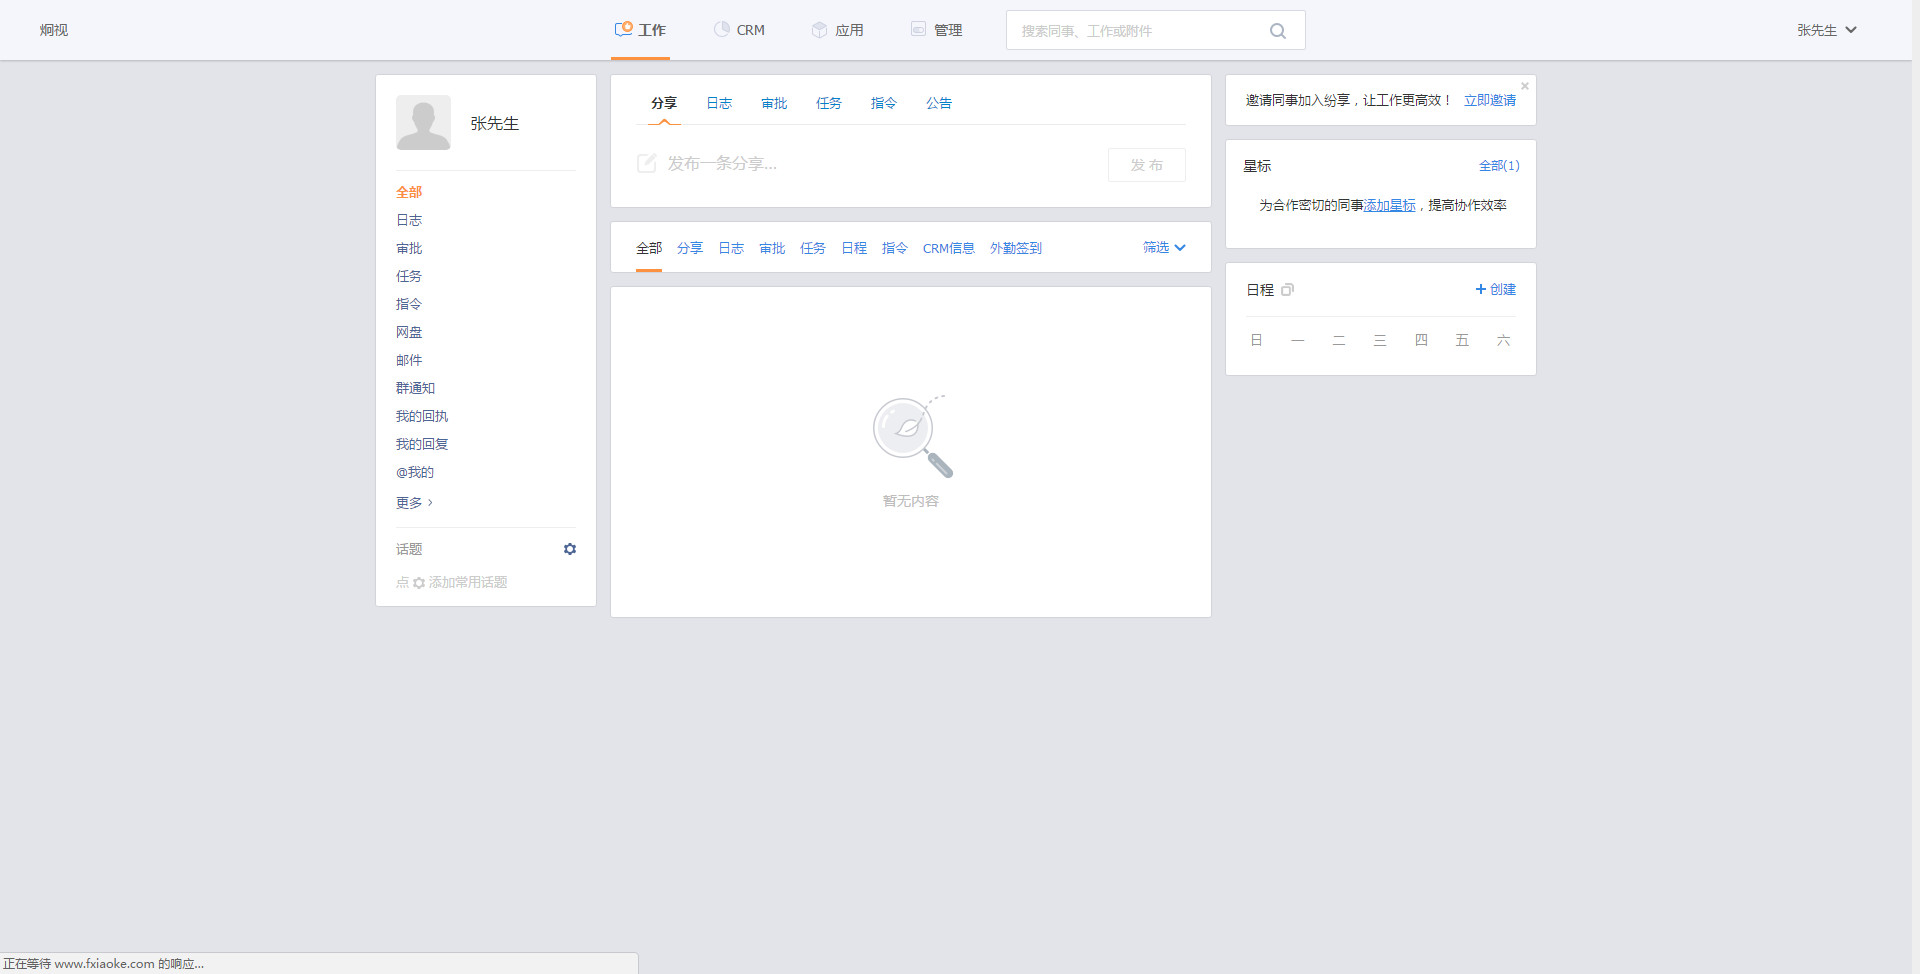 炯视
工作 CRM 应用 管理
搜索同事、工作或附件
张先生
张先生
全部
日志
审批
任务
指令
网盘
邮件
群通知
我的回执
我的回复
@我的
更多
话题
点 添加常用话题
分享 日志 审批 任务 指令 公告
发布一条分享...
发 布
全部 分享 日志 审批 任务 日程 指令 CRM信息 外勤签到 筛选
暂无内容
邀请同事加入纷享，让工作更高效！ 立即邀请
星标 全部(1)
为合作密切的同事添加星标，提高协作效率
日程 创建
日 一 二 三 四 五 六
正在等待 www.fxiaoke.com 的响应...